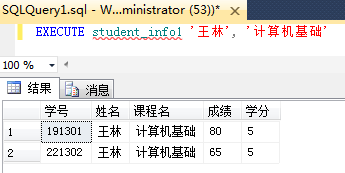 SQLQuery1.sql - W...ministrator (53))*
EXECUTE student_info1 '王林', '计算机基础'
100 %
结果 消息
学号 姓名 课程名 成绩 学分
1 191301 王林 计算机基础 80 5
2 221302 王林 计算机基础 65 5